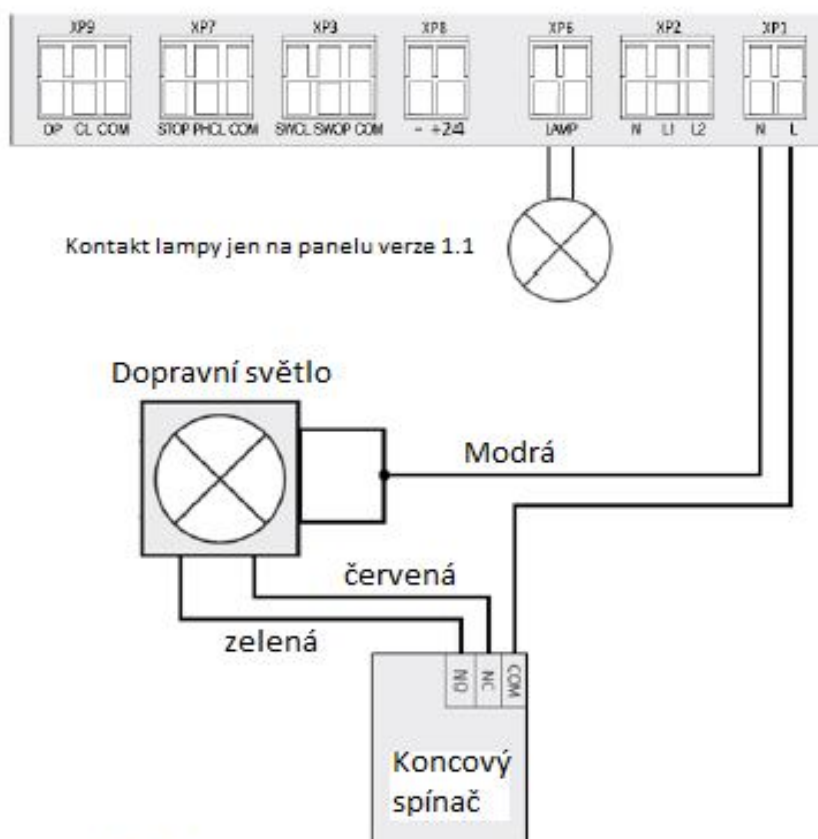 XP9 XP7 XP3 XP8 XP6 XP2 XP1
OP CL COM STOP PHCL COM SWCL SWOP COM - +24 LAMP N L1 L2 N L
Kontakt lampy jen na panelu verze 1.1
Dopravní světlo
Modrá
červená
zelená
NO NC COM
Koncový
spínač